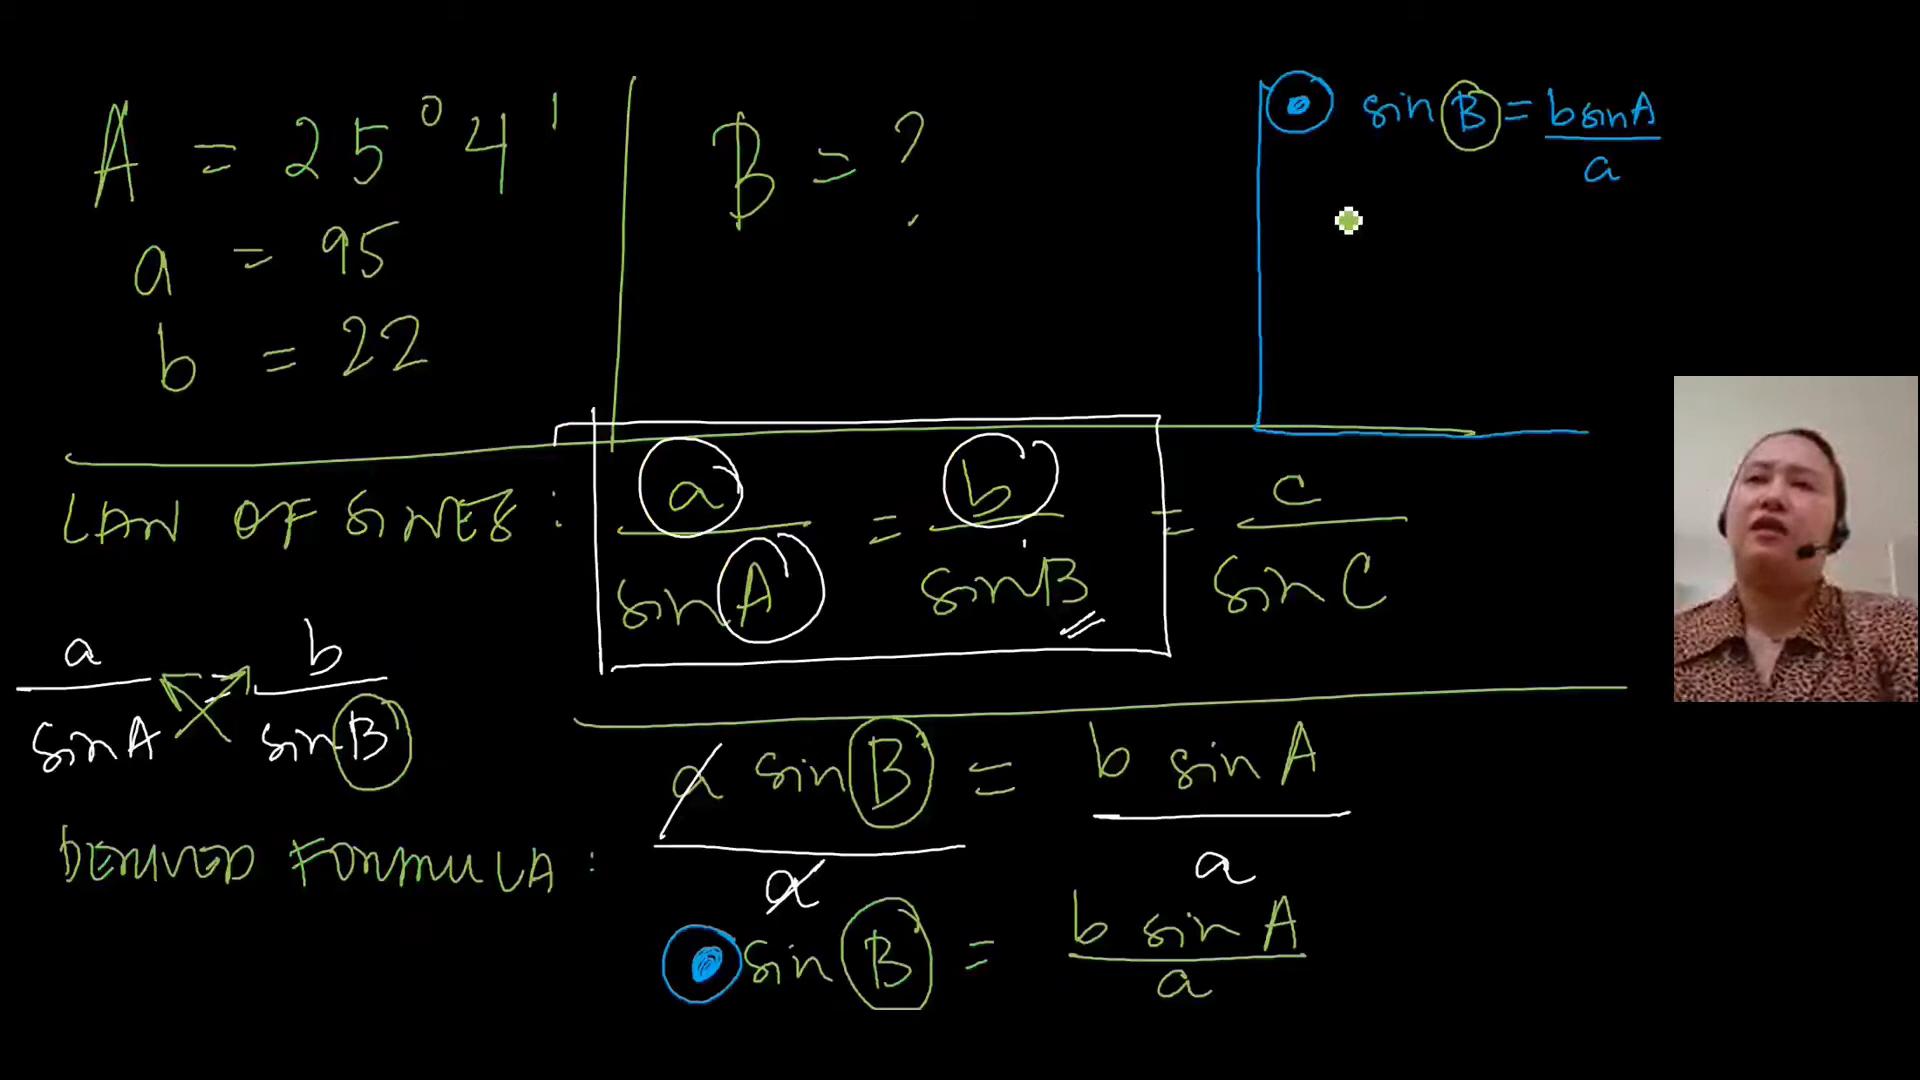 A = 25° 4'
a = 95
b = 22
B = ?
sin B = b sin A / a
LAW OF SINES : a / sin A = b / sin B = c / sin C
a / sin A = b / sin B
DERIVED FORMULA :
a sin B / a = b sin A / a
sin B = b sin A / a